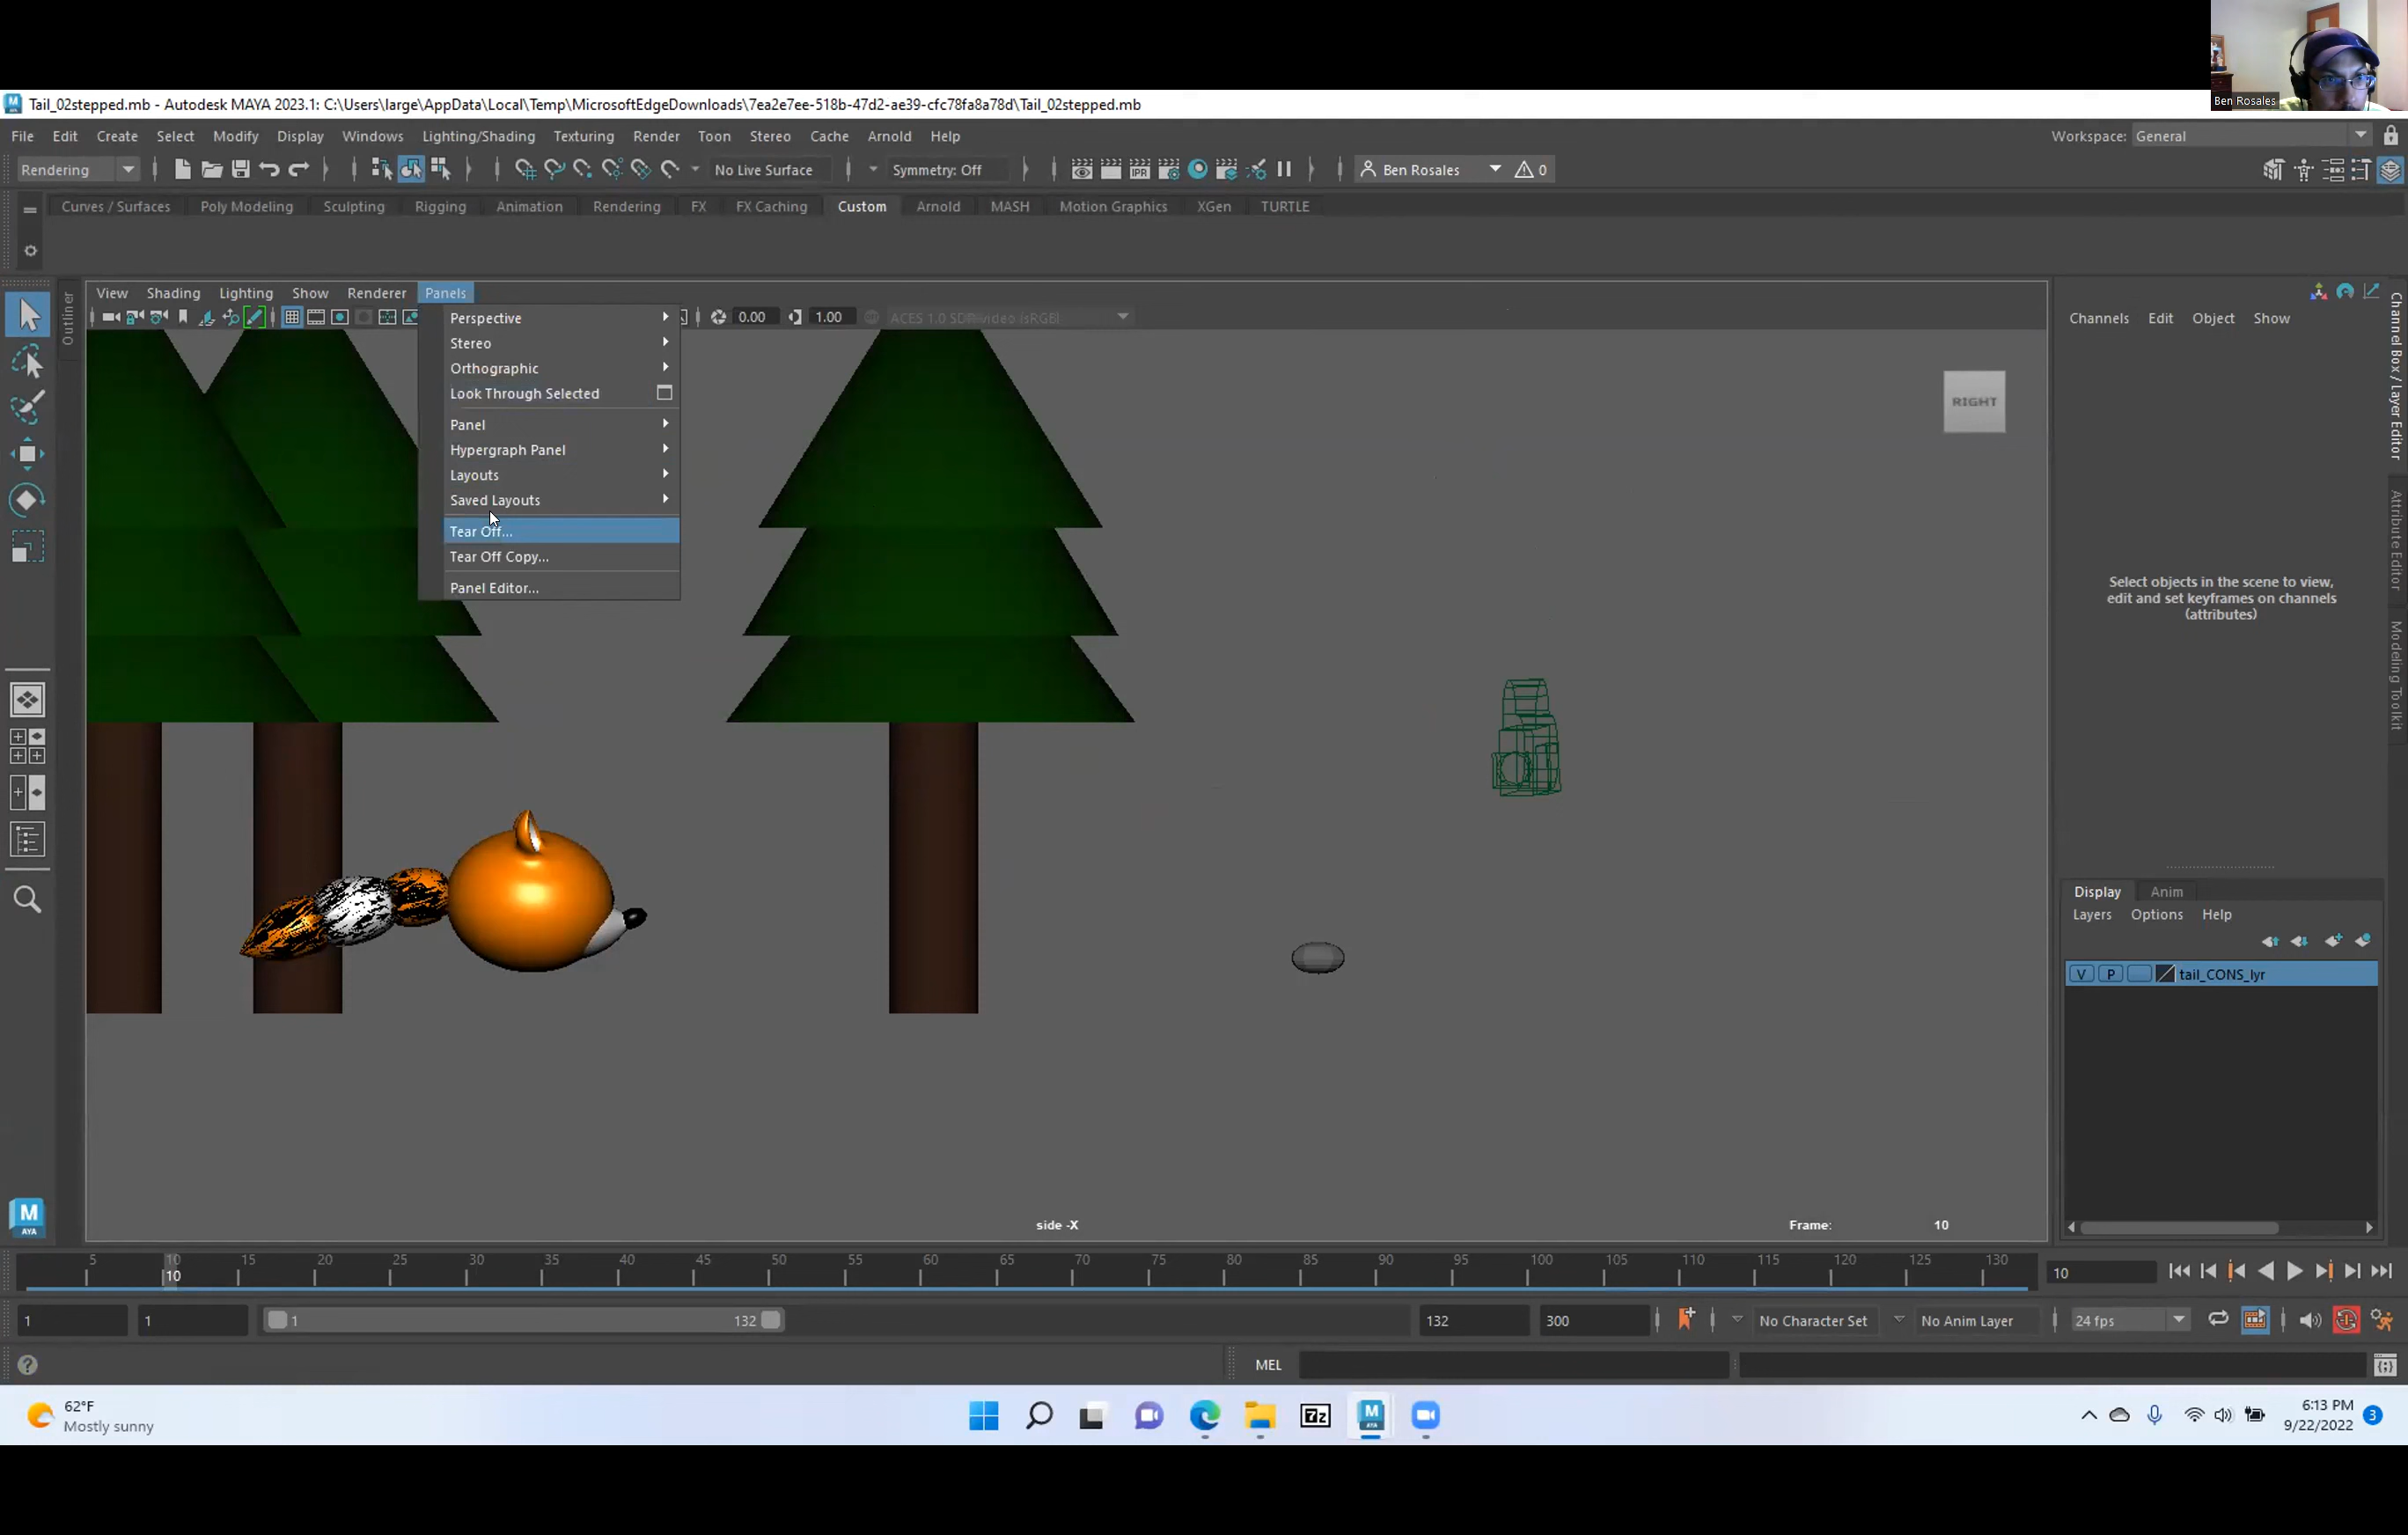 Ben Rosales
Tail_02stepped.mb - Autodesk MAYA 2023.1: C:\Users\large\AppData\Local\Temp\MicrosoftEdgeDownloads\7ea2e7ee-518b-47d2-ae39-cfc78fa8a78d\Tail_02stepped.mb
File Edit Create Select Modify Display Windows Lighting/Shading Texturing Render Toon Stereo Cache Arnold Help
Workspace: General
Rendering
IPR
No Live Surface
Symmetry: Off
Ben Rosales
0
Curves / Surfaces Poly Modeling Sculpting Rigging Animation Rendering FX FX Caching Custom Arnold MASH Motion Graphics XGen TURTLE
Outliner
View Shading Lighting Show Renderer Panels
0.00 1.00
ACES 1.0 SDR-video (sRGB)
Perspective
Stereo
Orthographic
Look Through Selected
Panel
Hypergraph Panel
Layouts
Saved Layouts
Tear Off...
Tear Off Copy...
Panel Editor...
RIGHT
side -X
Frame: 10
Channels Edit Object Show
Select objects in the scene to view,
edit and set keyframes on channels
(attributes)
Channel Box / Layer Editor
Attribute Editor
Modeling Toolkit
Display Anim
Layers Options Help
V P tail_CONS_lyr
M
AYA
5 10 15 20 25 30 35 40 45 50 55 60 65 70 75 80 85 90 95 100 105 110 115 120 125 130
10
10
1 1 1 132 132 300
No Character Set
No Anim Layer
24 fps
MEL
62°F
Mostly sunny
7z
M
AYA
6:13 PM
9/22/2022
3